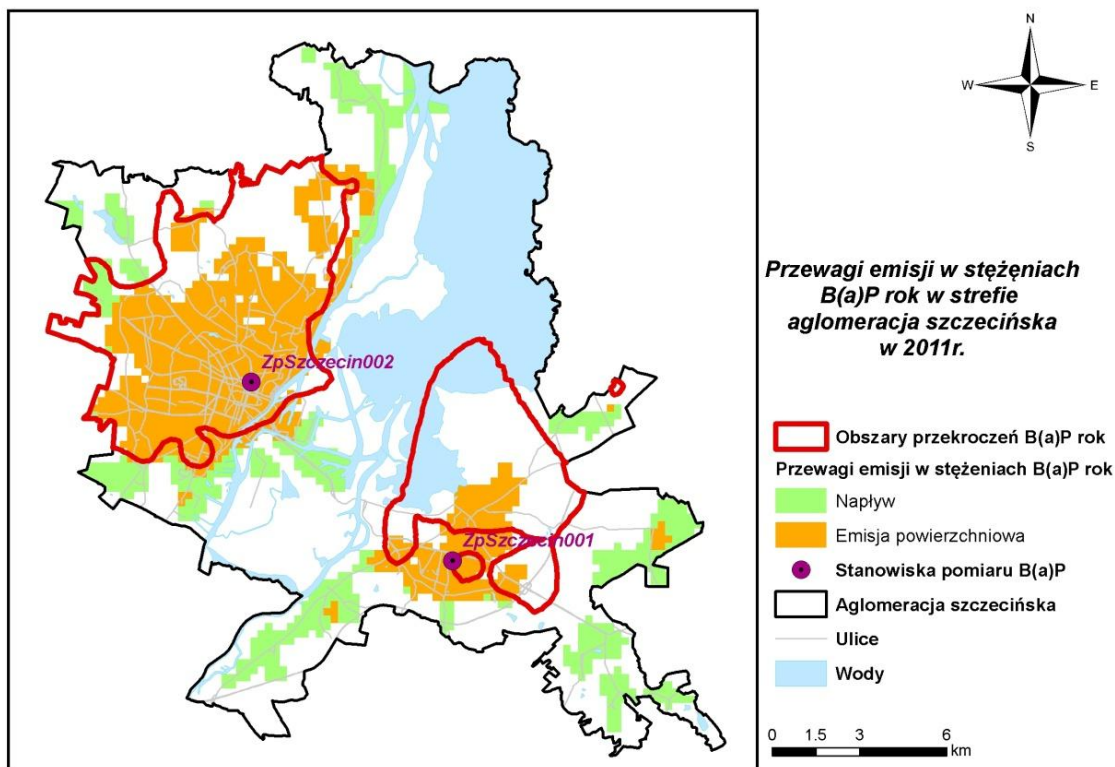 N
W
E
S
Przewagi emisji w stężeniach
B(a)P rok w strefie
aglomeracja szczecińska
w 2011r.
ZpSzczecin002
ZpSzczecin001
Obszary przekroczeń B(a)P rok
Przewagi emisji w stężeniach B(a)P rok
Napływ
Emisja powierzchniowa
Stanowiska pomiaru B(a)P
Aglomeracja szczecińska
Ulice
Wody
0 1.5 3 6
km